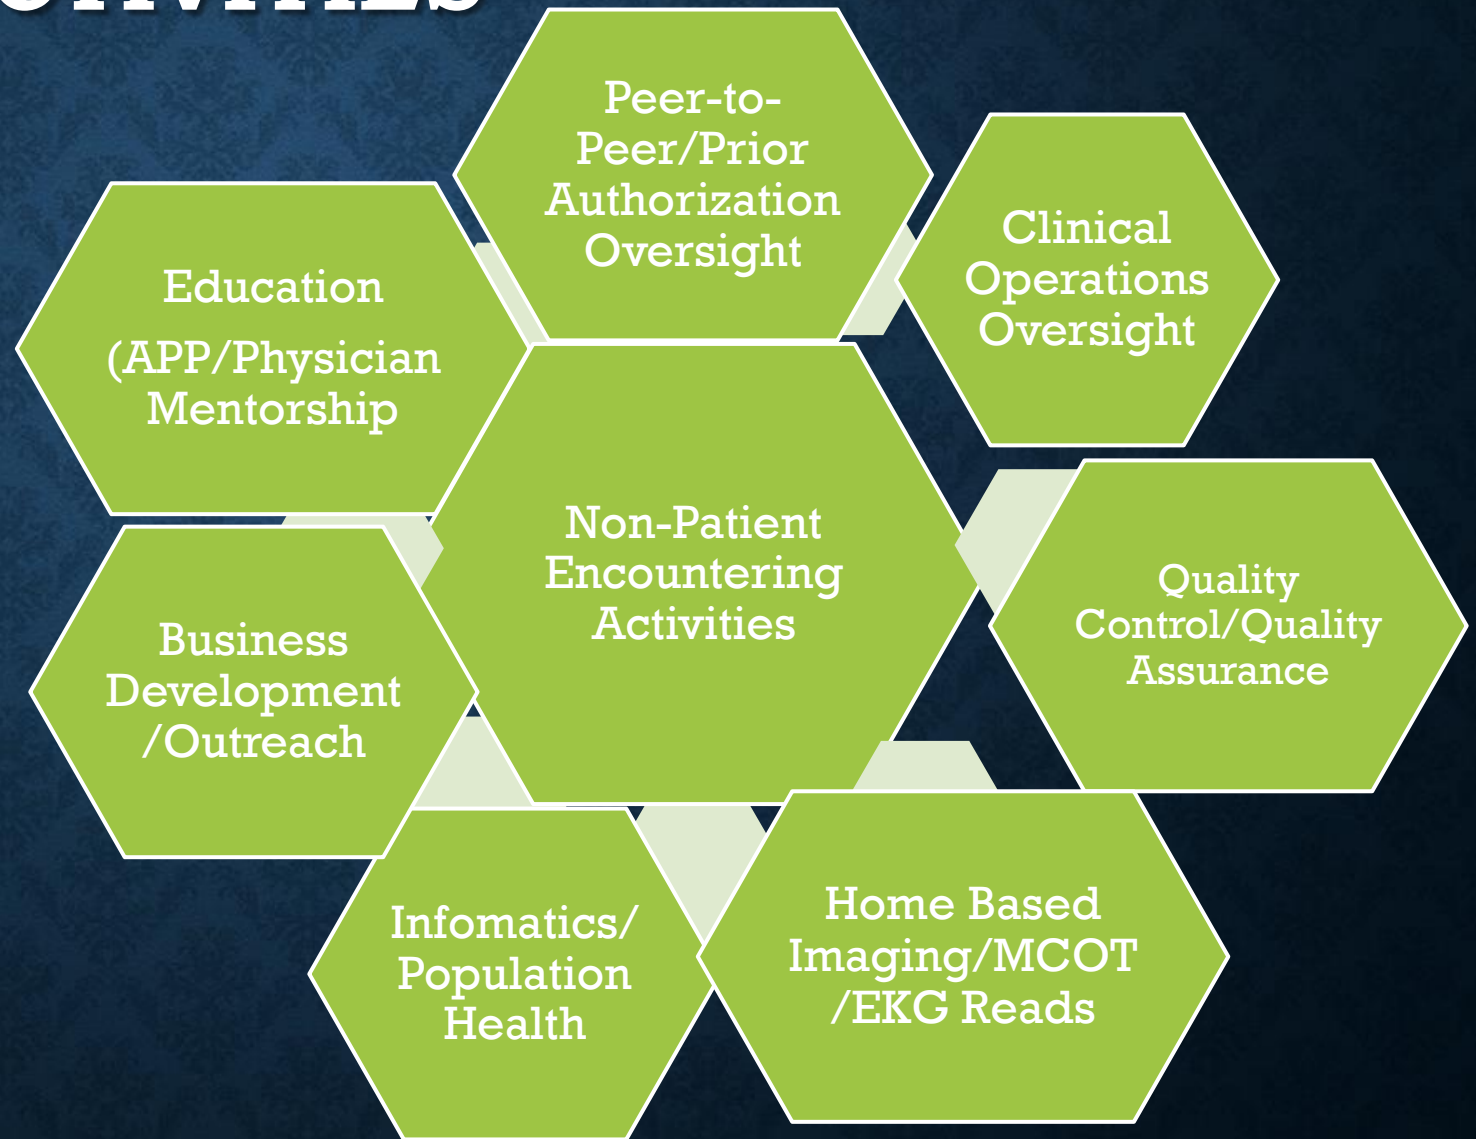 Peer-to-
Peer/Prior
Authorization
Oversight
Clinical
Operations
Oversight
Education
(APP/Physician
Mentorship
Non-Patient
Encountering
Activities
Quality
Control/Quality
Assurance
Business
Development
/Outreach
Infomatics/
Population
Health
Home Based
Imaging/MCOT
/EKG Reads